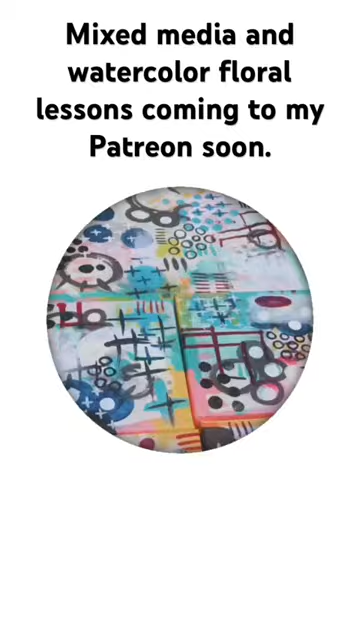 Mixed media and
watercolor floral
lessons coming to my
Patreon soon.